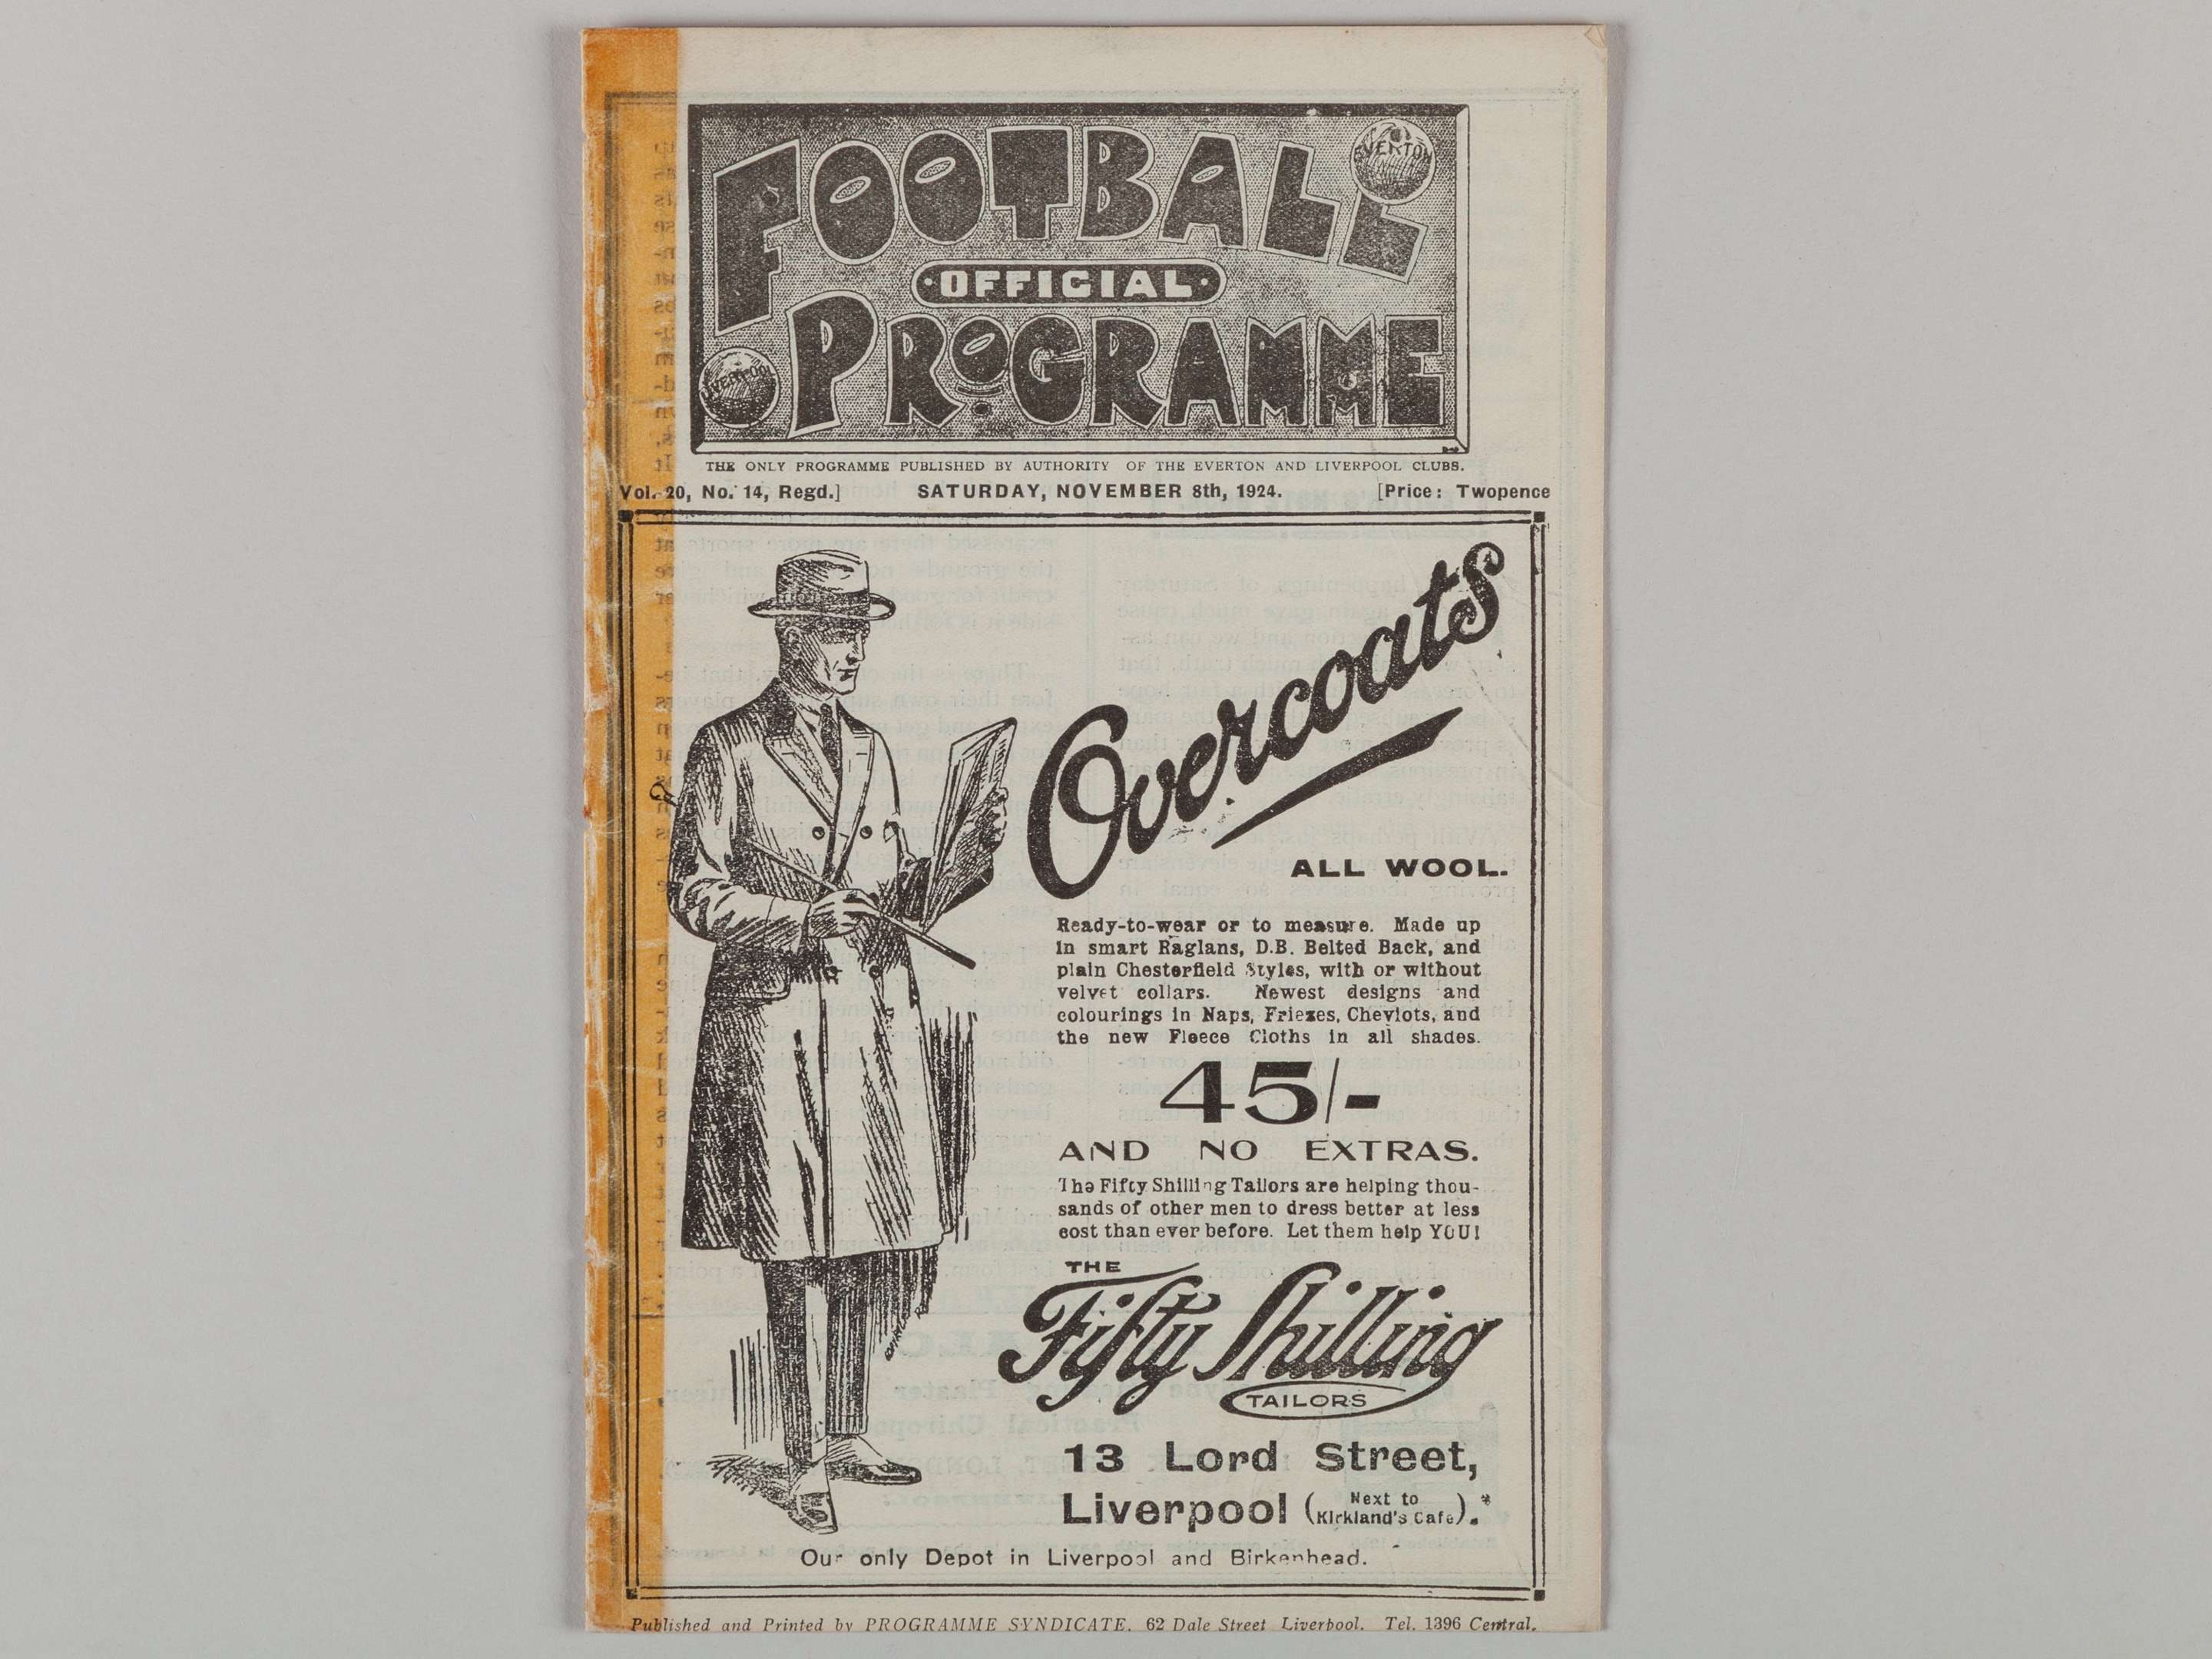 FOOTBALL
EVERTON
OFFICIAL
PROGRAMME
LIVERPOOL
THE ONLY PROGRAMME PUBLISHED BY AUTHORITY OF THE EVERTON AND LIVERPOOL CLUBS.
Vol. 20, No. 14, Regd.] SATURDAY, NOVEMBER 8th, 1924. [Price: Twopence
Overcoats
ALL WOOL.
Ready-to-wear or to measure. Made up
in smart Raglans, D.B. Belted Back, and
plain Chesterfield Styles, with or without
velvet collars. Newest designs and
colourings in Naps, Friezes, Cheviots, and
the new Fleece Cloths in all shades.
45/-
AND NO EXTRAS.
The Fifty Shilling Tailors are helping thou-
sands of other men to dress better at less
cost than ever before. Let them help YOU!
THE
Fifty Shilling
TAILORS
13 Lord Street,
Liverpool (Next to
Kirkland's Cafe).*
Our only Depot in Liverpool and Birkenhead.
Published and Printed by PROGRAMME SYNDICATE. 62 Dale Street Liverpool. Tel. 1396 Central.